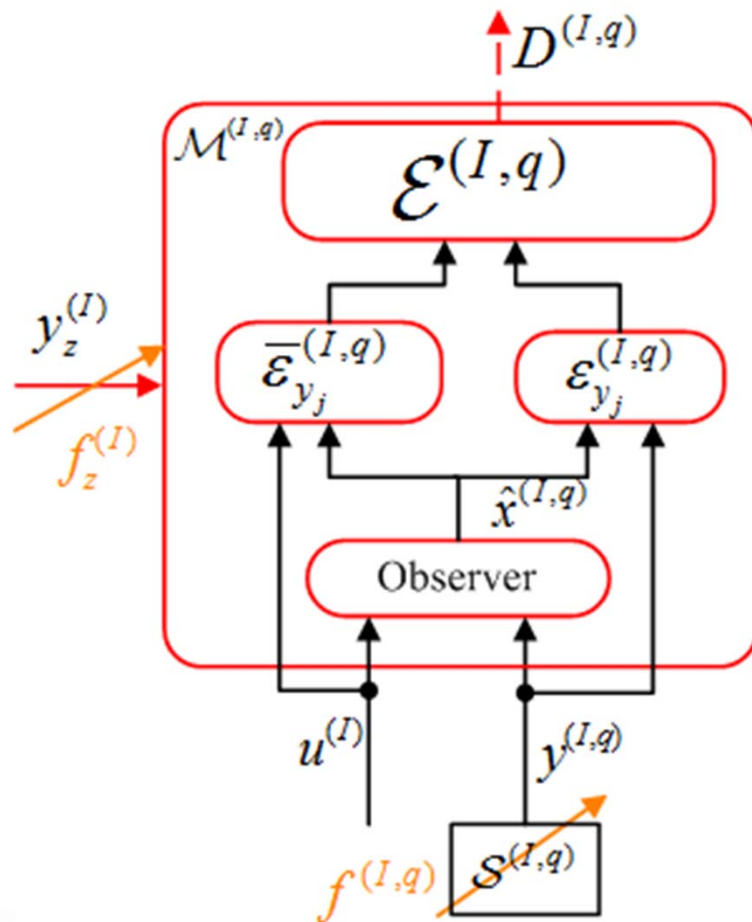 D^(I,q)
ℳ^(I,q)
ℰ^(I,q)
y_z^(I)
ε̅_{y_j}^(I,q)
ε_{y_j}^(I,q)
f_z^(I)
x̂^(I,q)
Observer
u^(I)
y^(I,q)
f^(I,q)
𝒮^(I,q)